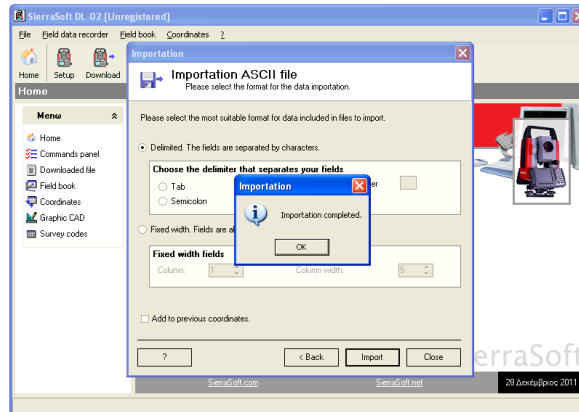 SierraSoft DL-02 [Unregistered]
File Field data recorder Field book Coordinates ?
Home Setup Download
Home
Menu
Home
Commands panel
Downloaded file
Field book
Coordinates
Graphic CAD
Survey codes
Importation
Importation ASCII file
Please select the format for the data importation.
Please select the most suitable format for data included in files to import.
Delimited. The fields are separated by characters.
Choose the delimiter that separates your fields
Tab
Semicolon
Importation
Importation completed.
OK
Fixed width. Fields are al
Fixed width fields
Column: 1 Column width: 5
Add to previous coordinates.
? < Back Import Close
erraSoft
SierraSoft.com SierraSoft.net 28 Δεκέμβριος 2011